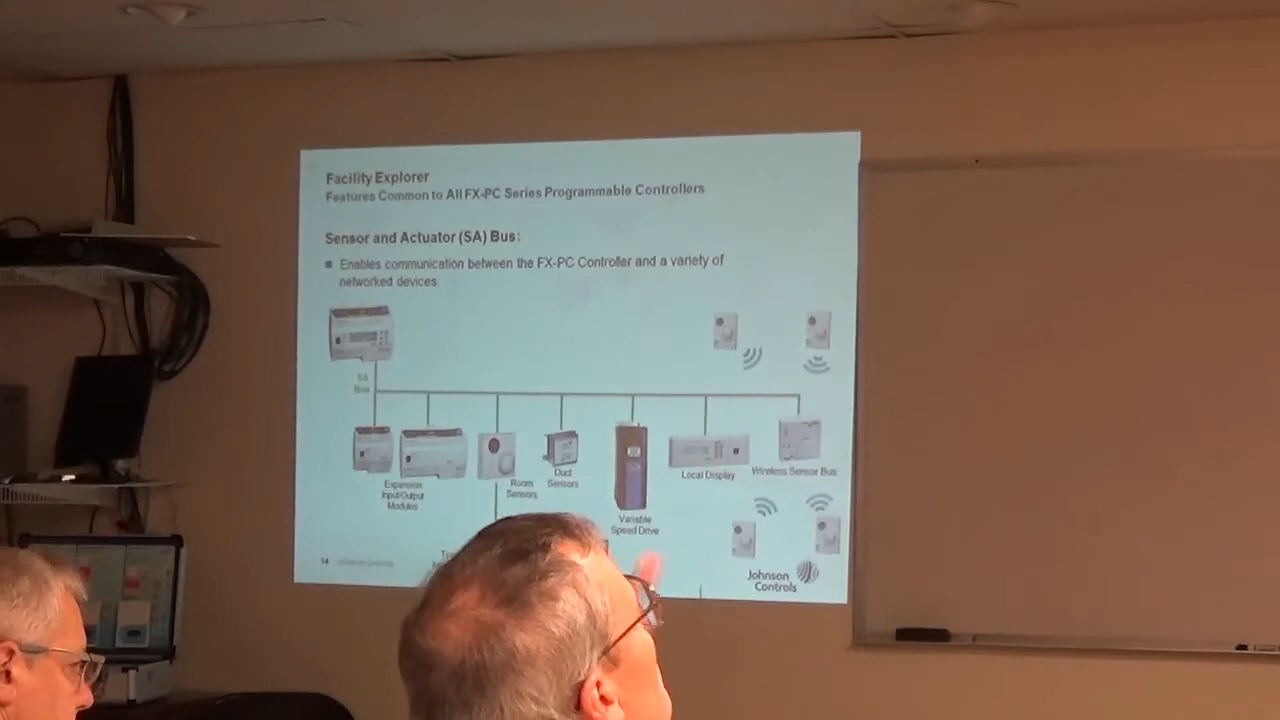 Facility Explorer
Features Common to All FX-PC Series Programmable Controllers
Sensor and Actuator (SA) Bus:
■ Enables communication between the FX-PC Controller and a variety of
networked devices
SA
Bus
Expansion
Input/Output
Modules
Room
Sensors
Duct
Sensors
Variable
Speed Drive
Local Display
Wireless Sensor Bus
14
Johnson
Controls